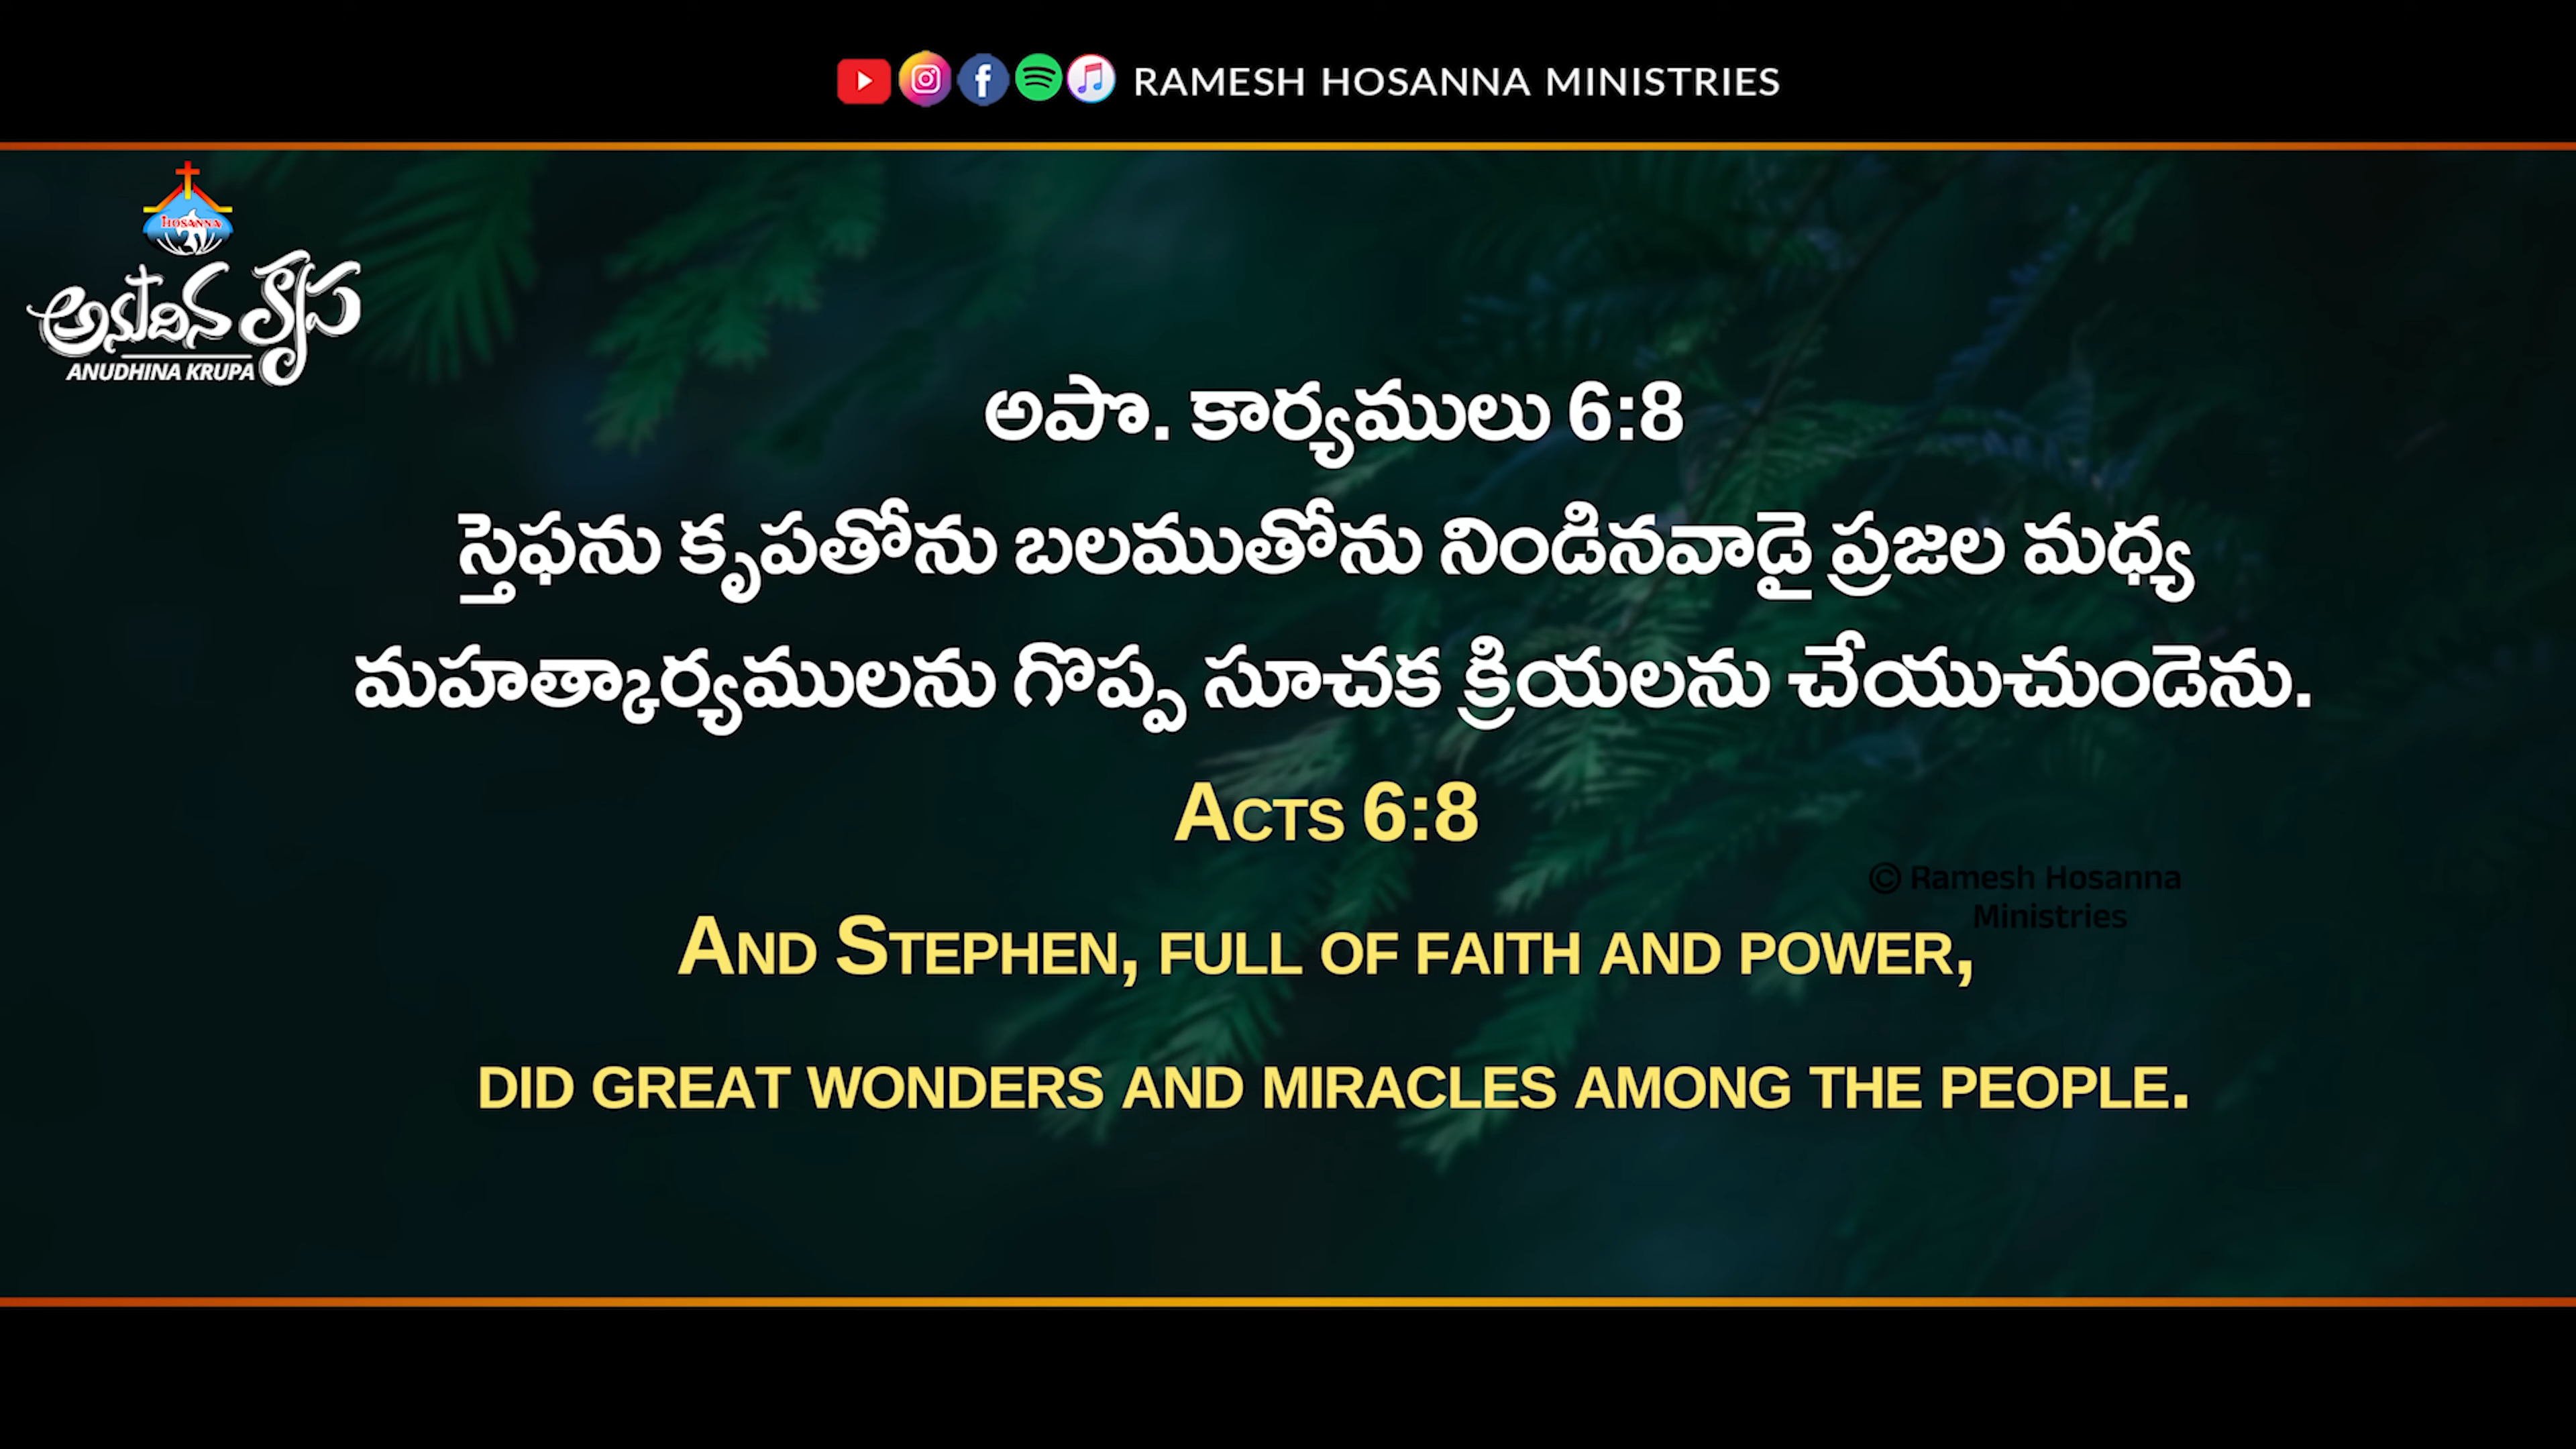 RAMESH HOSANNA MINISTRIES
HOSANNA
అనుదిన కృప
ANUDHINA KRUPA
అపొ. కార్యములు 6:8
స్తెఫను కృపతోను బలముతోను నిండినవాడై ప్రజల మధ్య
మహత్కార్యములను గొప్ప సూచక క్రియలను చేయుచుండెను.
ACTS 6:8
© Ramesh Hosanna
Ministries
AND STEPHEN, FULL OF FAITH AND POWER,
DID GREAT WONDERS AND MIRACLES AMONG THE PEOPLE.